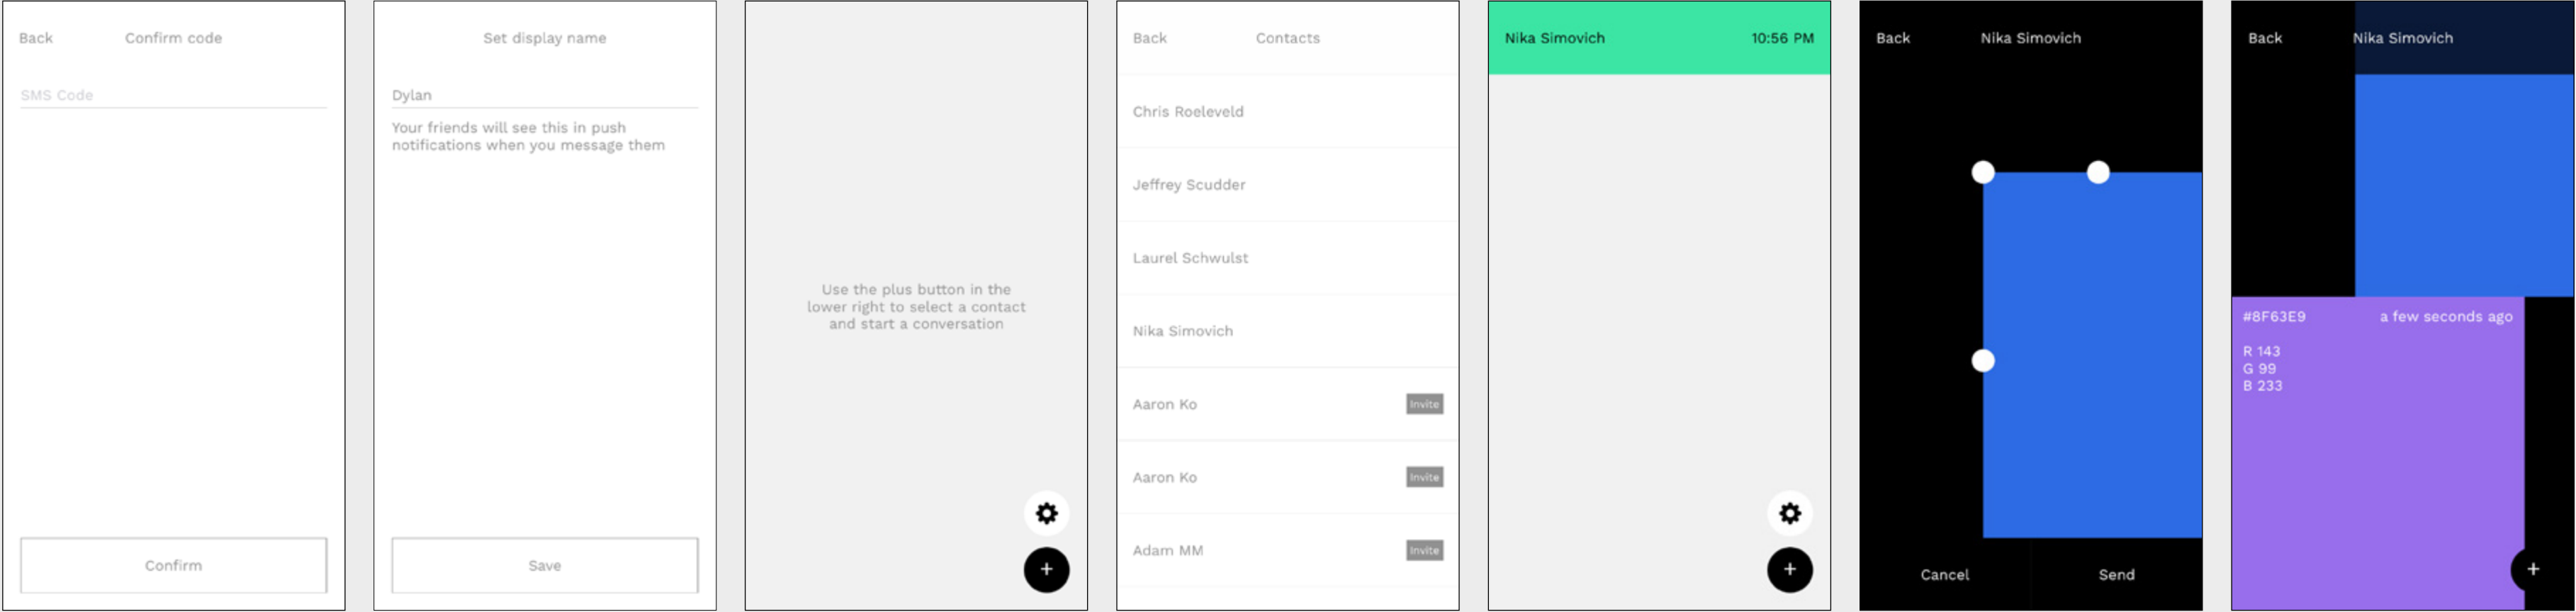 Back
Confirm code
SMS Code
Confirm
Set display name
Dylan
Your friends will see this in push
notifications when you message them
Save
Use the plus button in the
lower right to select a contact
and start a conversation
+
Back
Contacts
Chris Roeleveld
Jeffrey Scudder
Laurel Schwulst
Nika Simovich
Aaron Ko
Invite
Aaron Ko
Invite
Adam MM
Invite
Nika Simovich
10:56 PM
+
Back
Nika Simovich
Cancel
Send
Back
Nika Simovich
#8F63E9
a few seconds ago
R 143
G 99
B 233
+